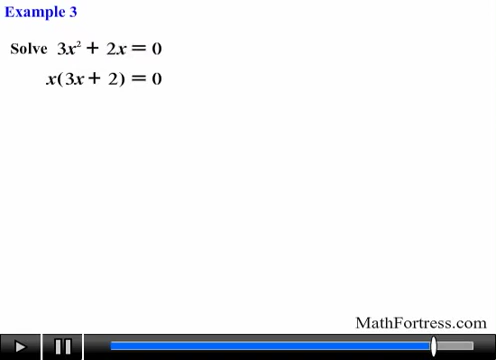 Example 3
Solve 3x² + 2x = 0
x(3x + 2) = 0
MathFortress.com